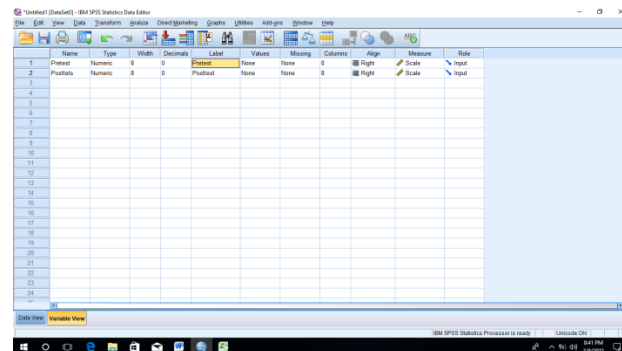 *Untitled1 [DataSet0] - IBM SPSS Statistics Data Editor
File Edit View Data Transform Analyze Direct Marketing Graphs Utilities Add-ons Window Help
Name Type Width Decimals Label Values Missing Columns Align Measure Role
1 Pretest Numeric 8 0 Pretest None None 8 Right Scale Input
2 Posttets Numeric 8 0 Posttest None None 8 Right Scale Input
3
4
5
6
7
8
9
10
11
12
13
14
15
16
17
18
19
20
21
22
23
24
Data View Variable View
IBM SPSS Statistics Processor is ready Unicode:ON
8:41 PM